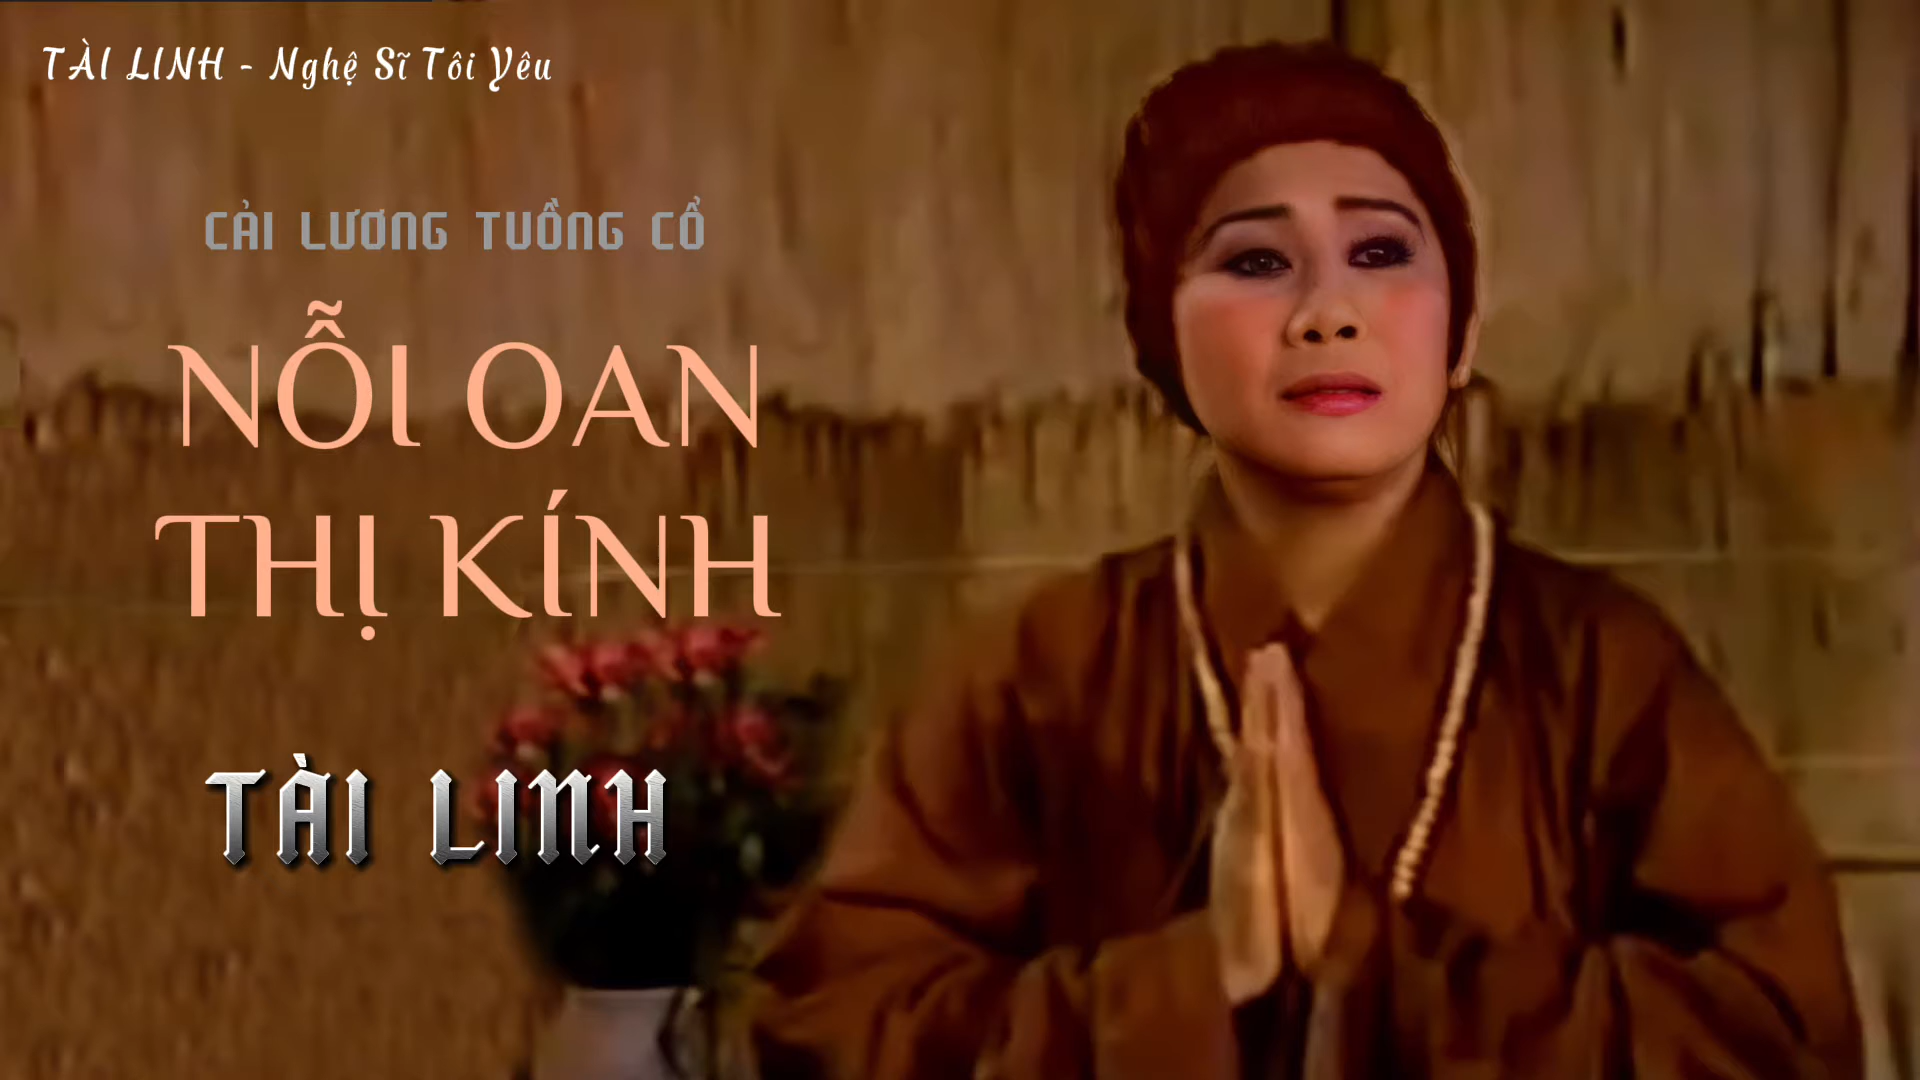 TÀI LINH - Nghệ Sĩ Tôi Yêu
CẢI LƯƠNG TUỒNG CỔ
NỖI OAN
THỊ KÍNH
TÀI LINH